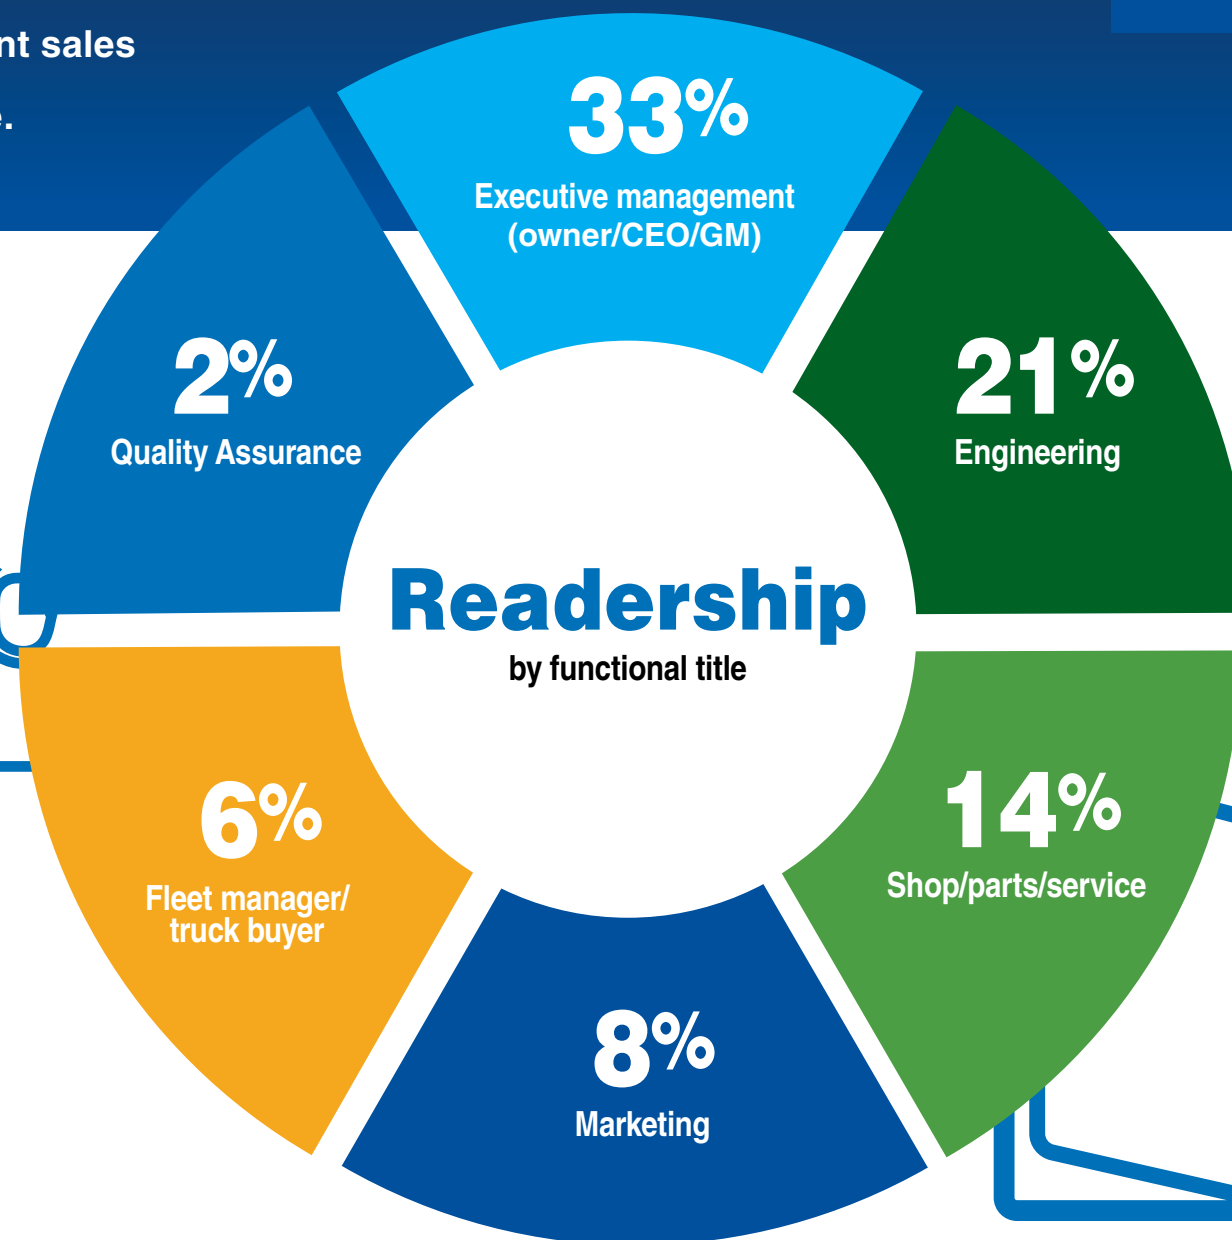 sales
33%
Executive management
(owner/CEO/GM)
2%
Quality Assurance
21%
Engineering
Readership
by functional title
6%
Fleet manager/
truck buyer
14%
Shop/parts/service
8%
Marketing